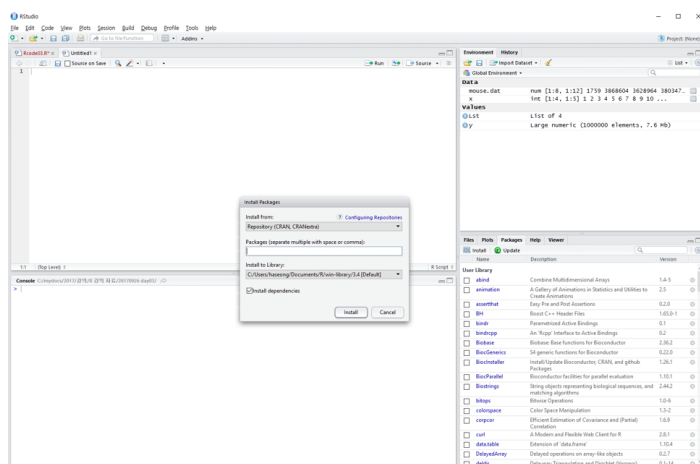 RStudio
File Edit Code View Plots Session Build Debug Profile Tools Help
Go to file/function Addins
Project: (None)
RcodeSS.R* × Untitled1 ×
Source on Save Run Source
1
1:1 (Top Level) R Script
Console
>
Install Packages
Install from: ? Configuring Repositories
Repository (CRAN, CRANextra)
Packages (separate multiple with space or comma):
Install to Library:
C:/Users/haseong/Documents/R/win-library/3.4 [Default]
Install dependencies
Install Cancel
Environment History
Import Dataset List
Global Environment
Data
mouse.dat num [1:8, 1:12] 1759 3868604 3628964 380347…
x int [1:4, 1:5] 1 2 3 4 5 6 7 8 9 10 ...
Values
Lst List of 4
y Large numeric (1000000 elements, 7.6 Mb)
Files Plots Packages Help Viewer
Install Update
Name Description Version
User Library
abind Combine Multidimensional Arrays 1.4-5
animation A Gallery of Animations in Statistics and Utilities to Create Animations 2.5
assertthat Easy Pre and Post Assertions 0.2.0
BH Boost C++ Header Files 1.65.0-1
bindr Parametrized Active Bindings 0.1
bindrcpp An 'Rcpp' Interface to Active Bindings 0.2
Biobase Biobase: Base functions for Bioconductor 2.36.2
BiocGenerics S4 generic functions for Bioconductor 0.22.0
BiocInstaller Install/Update Bioconductor, CRAN, and github Packages 1.26.1
BiocParallel Bioconductor facilities for parallel evaluation 1.10.1
Biostrings String objects representing biological sequences, and matching algorithms 2.44.2
bitops Bitwise Operations 1.0-6
colorspace Color Space Manipulation 1.3-2
corpcor Efficient Estimation of Covariance and (Partial) Correlation 1.6.9
curl A Modern and Flexible Web Client for R 2.8.1
data.table Extension of `data.frame` 1.10.4
DelayedArray Delayed operations on array-like objects 0.2.7